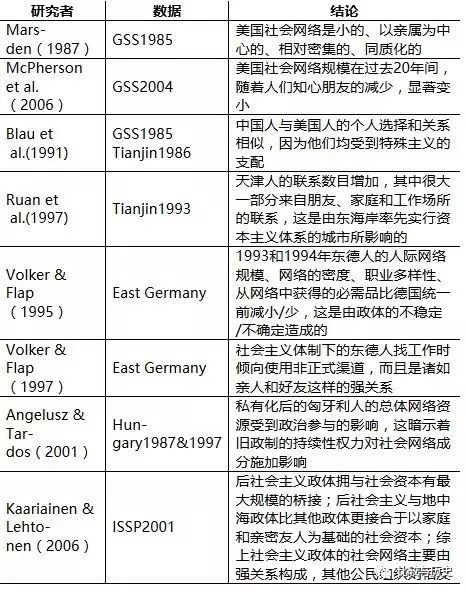 研究者 数据 结论
Mars-
den（1987） GSS1985 美国社会网络是小的、以亲属为中
心的、相对密集的、同质化的
McPherson
et al.
（2006） GSS2004 美国社会网络规模在过去20年间，
随着人们知心朋友的减少，显著变
小
Blau et
al.(1991) GSS1985
Tianjin1986 中国人与美国人的个人选择和关系
相似，因为他们均受到特殊主义的
支配
Ruan et
al.(1997) Tianjin1993 天津人的联系数目增加，其中很大
一部分来自朋友、家庭和工作场所
的联系，这是由东海岸率先实行资
本主义体系的城市所影响的
Volker &
Flap
（1995） East Germany 1993和1994年东德人的人际网络
规模、网络的密度、职业多样性、
从网络中获得的必需品比德国统一
前减小/少，这是由政体的不稳定
/不确定造成的
Volker &
Flap
（1997） East Germany 社会主义体制下的东德人找工作时
倾向使用非正式渠道，而且是诸如
亲人和好友这样的强关系
Angelusz &
Tar-
dos（2001） Hun-
gary1987&1997 私有化后的匈牙利人的总体网络资
源受到政治参与的影响，这暗示着
旧政制的持续性权力对社会网络成
分施加影响
Kaariainen &
Lehto-
nen（2006） ISSP2001 后社会主义政体拥与社会资本有最
大规模的桥接；后社会主义与地中
海政体比其他政体更接合于以家庭
和亲密友人为基础的社会资本；综
上社会主义政体的社会网络主要由
强关系构成，其他公民组织